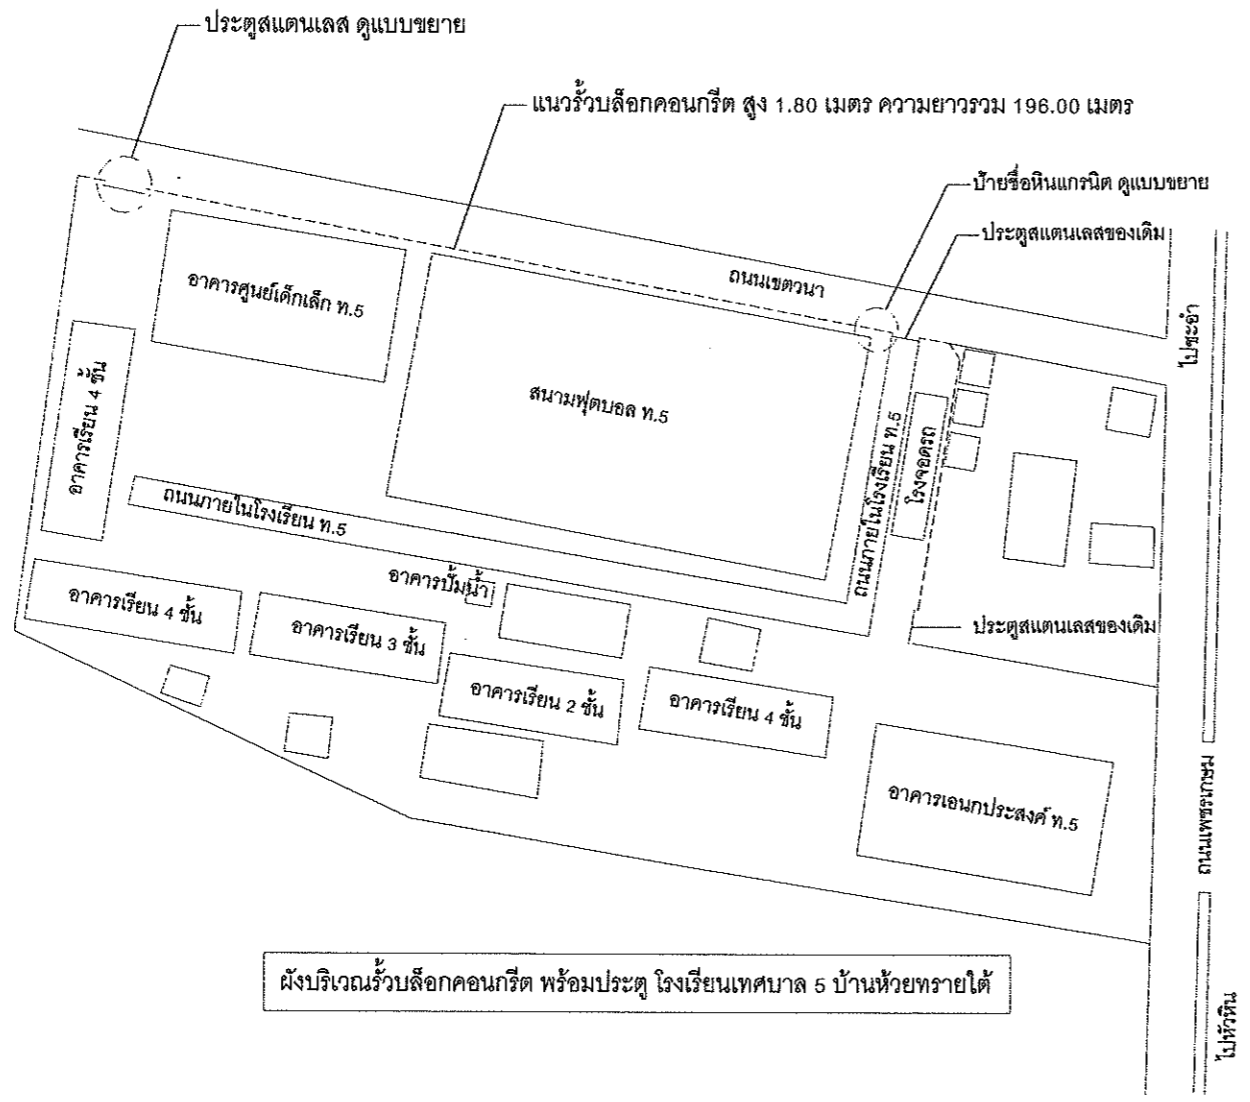 ประตูสแตนเลส ดูแบบขยาย
แนวรั้วบล็อกคอนกรีต สูง 1.80 เมตร ความยาวรวม 196.00 เมตร
ป้ายชื่อหินแกรนิต ดูแบบขยาย
ประตูสแตนเลสของเดิม
ถนนเขตวนา
ไปชะอำ
อาคารศูนย์เด็กเล็ก ท.5
สนามฟุตบอล ท.5
อาคารเรียน 4 ชั้น
โรงจอดรถ
ถนนภายในโรงเรียน ท.5
ถนนภายในโรงเรียน ท.5
อาคารปั้มน้ำ
อาคารเรียน 4 ชั้น
อาคารเรียน 3 ชั้น
ประตูสแตนเลสของเดิม
อาคารเรียน 2 ชั้น
อาคารเรียน 4 ชั้น
อาคารเอนกประสงค์ ท.5
ถนนเพชรเกษม
ผังบริเวณรั้วบล็อกคอนกรีต พร้อมประตู โรงเรียนเทศบาล 5 บ้านห้วยทรายใต้
ไปหัวหิน